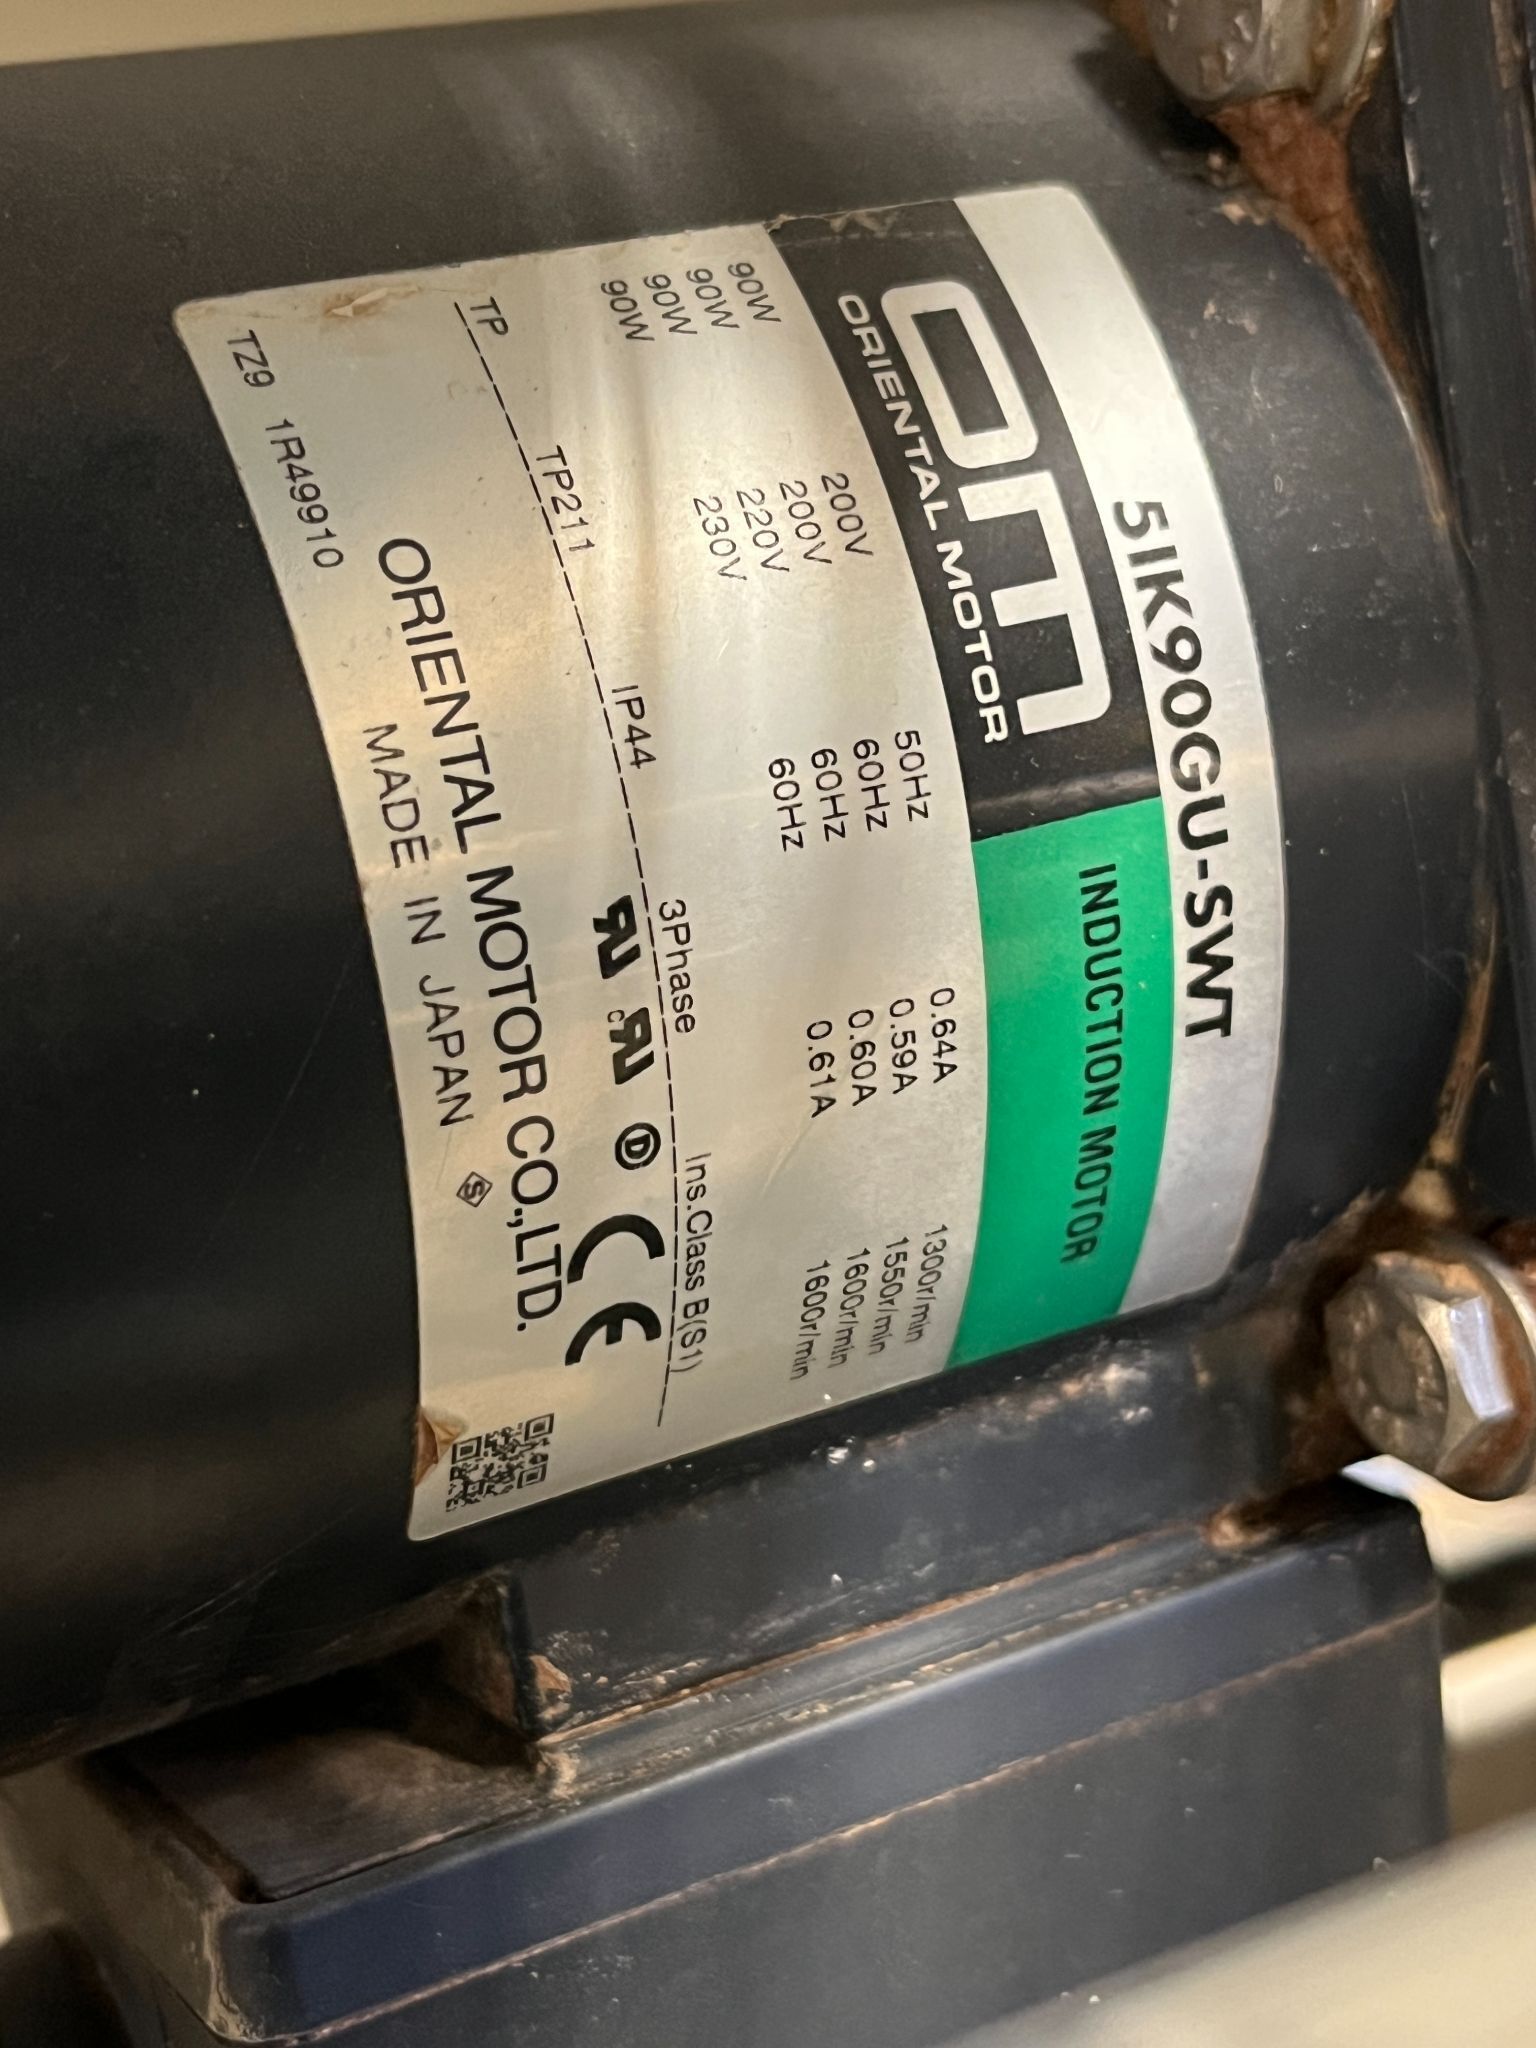 5IK90GU-SWT
om
ORIENTAL MOTOR
INDUCTION MOTOR
90W 200V 50Hz 0.64A 1300r/min
90W 200V 60Hz 0.59A 1550r/min
90W 220V 60Hz 0.60A 1600r/min
90W 230V 60Hz 0.61A 1600r/min
TP TP211 IP44 3Phase Ins.Class B(S1)
c D CE
ORIENTAL MOTOR CO.,LTD.
MADE IN JAPAN S
TZ9 1R49910